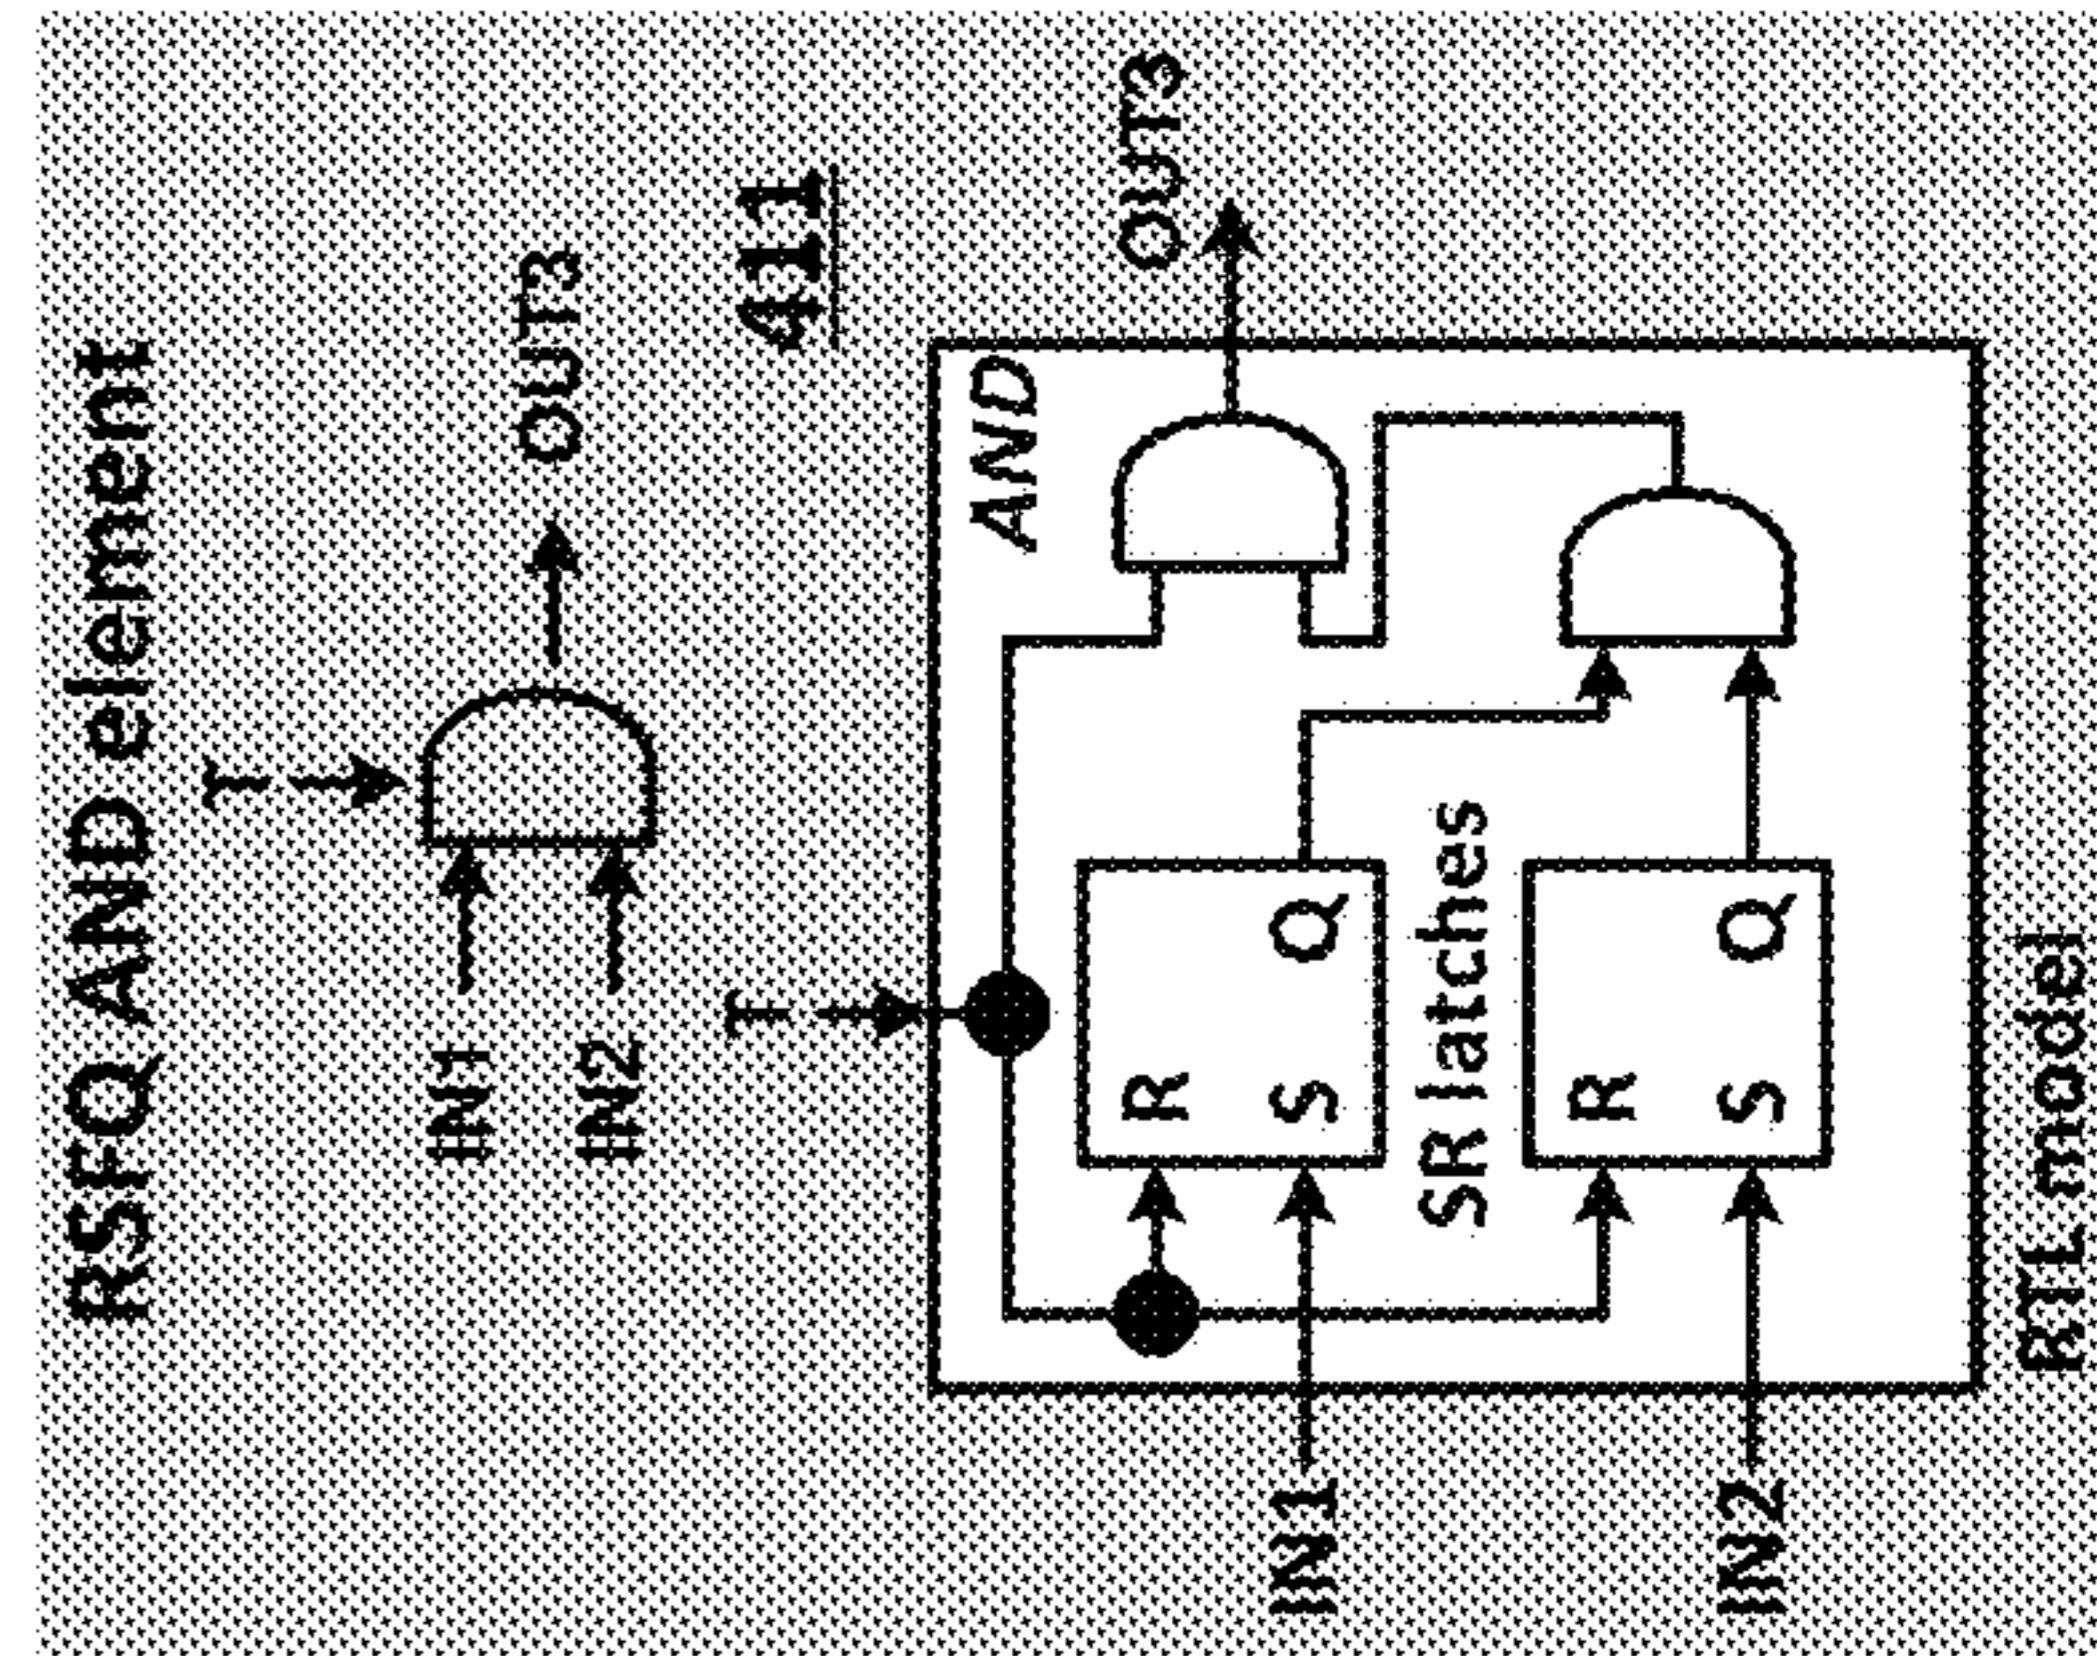 RSFQ AND element
T
IN1
IN2
OUT3
411
T
AND
OUT3
R
S
Q
SR latches
R
S
Q
IN1
IN2
RTL model